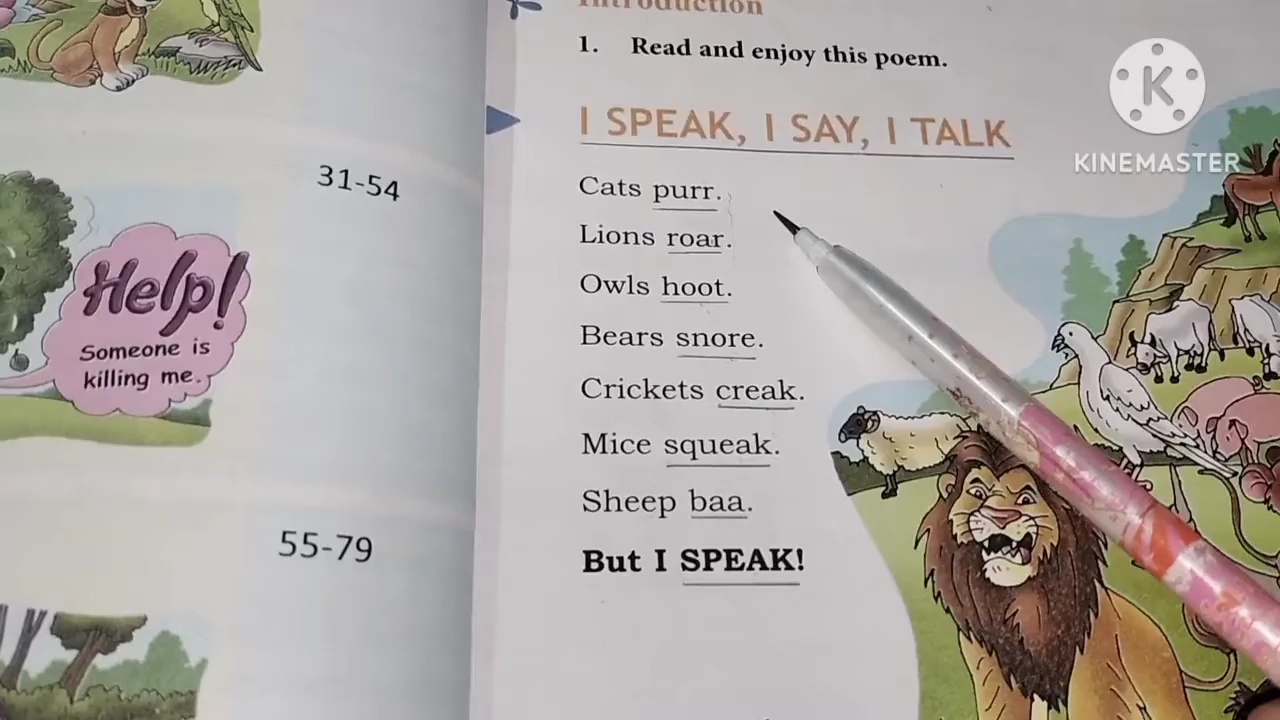 31-54
Help!
Someone is
killing me.
55-79
Introduction
1. Read and enjoy this poem.
I SPEAK, I SAY, I TALK
Cats purr.
Lions roar.
Owls hoot.
Bears snore.
Crickets creak.
Mice squeak.
Sheep baa.
But I SPEAK!
K
KINEMASTER